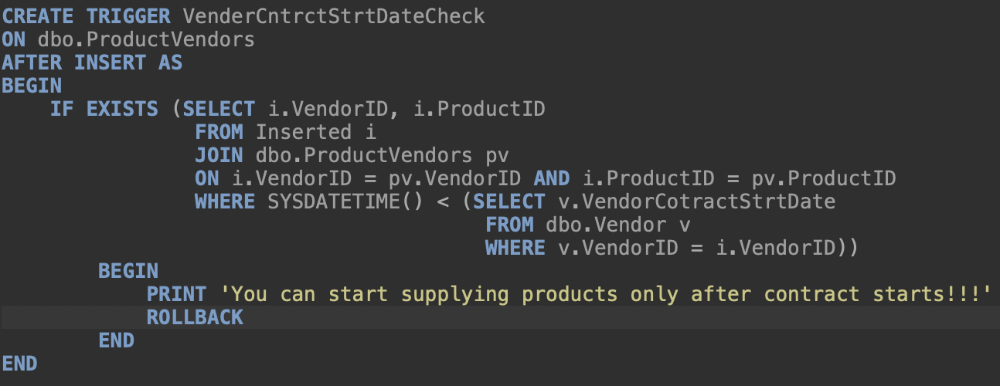 CREATE TRIGGER VenderCntrctStrtDateCheck
ON dbo.ProductVendors
AFTER INSERT AS
BEGIN
    IF EXISTS (SELECT i.VendorID, i.ProductID
                FROM Inserted i
                JOIN dbo.ProductVendors pv
                ON i.VendorID = pv.VendorID AND i.ProductID = pv.ProductID
                WHERE SYSDATETIME() < (SELECT v.VendorCotractStrtDate
                                        FROM dbo.Vendor v
                                        WHERE v.VendorID = i.VendorID))
        BEGIN
            PRINT 'You can start supplying products only after contract starts!!!'
            ROLLBACK
        END
END